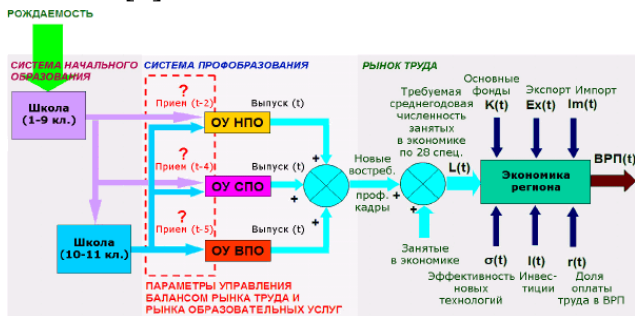 РОЖДАЕМОСТЬ
СИСТЕМА НАЧАЛЬНОГО
ОБРАЗОВАНИЯ
СИСТЕМА ПРОФОБРАЗОВАНИЯ
РЫНОК ТРУДА
Школа
(1-9 кл.)
Школа
(10-11 кл.)
?
Прием (t-2)
Выпуск (t)
ОУ НПО
?
Прием (t-4)
Выпуск (t)
ОУ СПО
?
Прием (t-5)
Выпуск (t)
ОУ ВПО
ПАРАМЕТРЫ УПРАВЛЕНИЯ
БАЛАНСОМ РЫНКА ТРУДА И
РЫНКА ОБРАЗОВАТЕЛЬНЫХ УСЛУГ
+
+
+
Новые
востреб.
проф.
кадры
Требуемая
среднегодовая
численность
занятых
в экономике
по 28 спец.
+
+
L(t)
Занятые
в экономике
Основные
фонды
K(t)
Экспорт
Ex(t)
Импорт
Im(t)
Экономика
региона
ВРП(t)
σ(t)
Эффективность
новых
технологий
I(t)
Инвес-
тиции
r(t)
Доля
оплаты
труда в ВРП